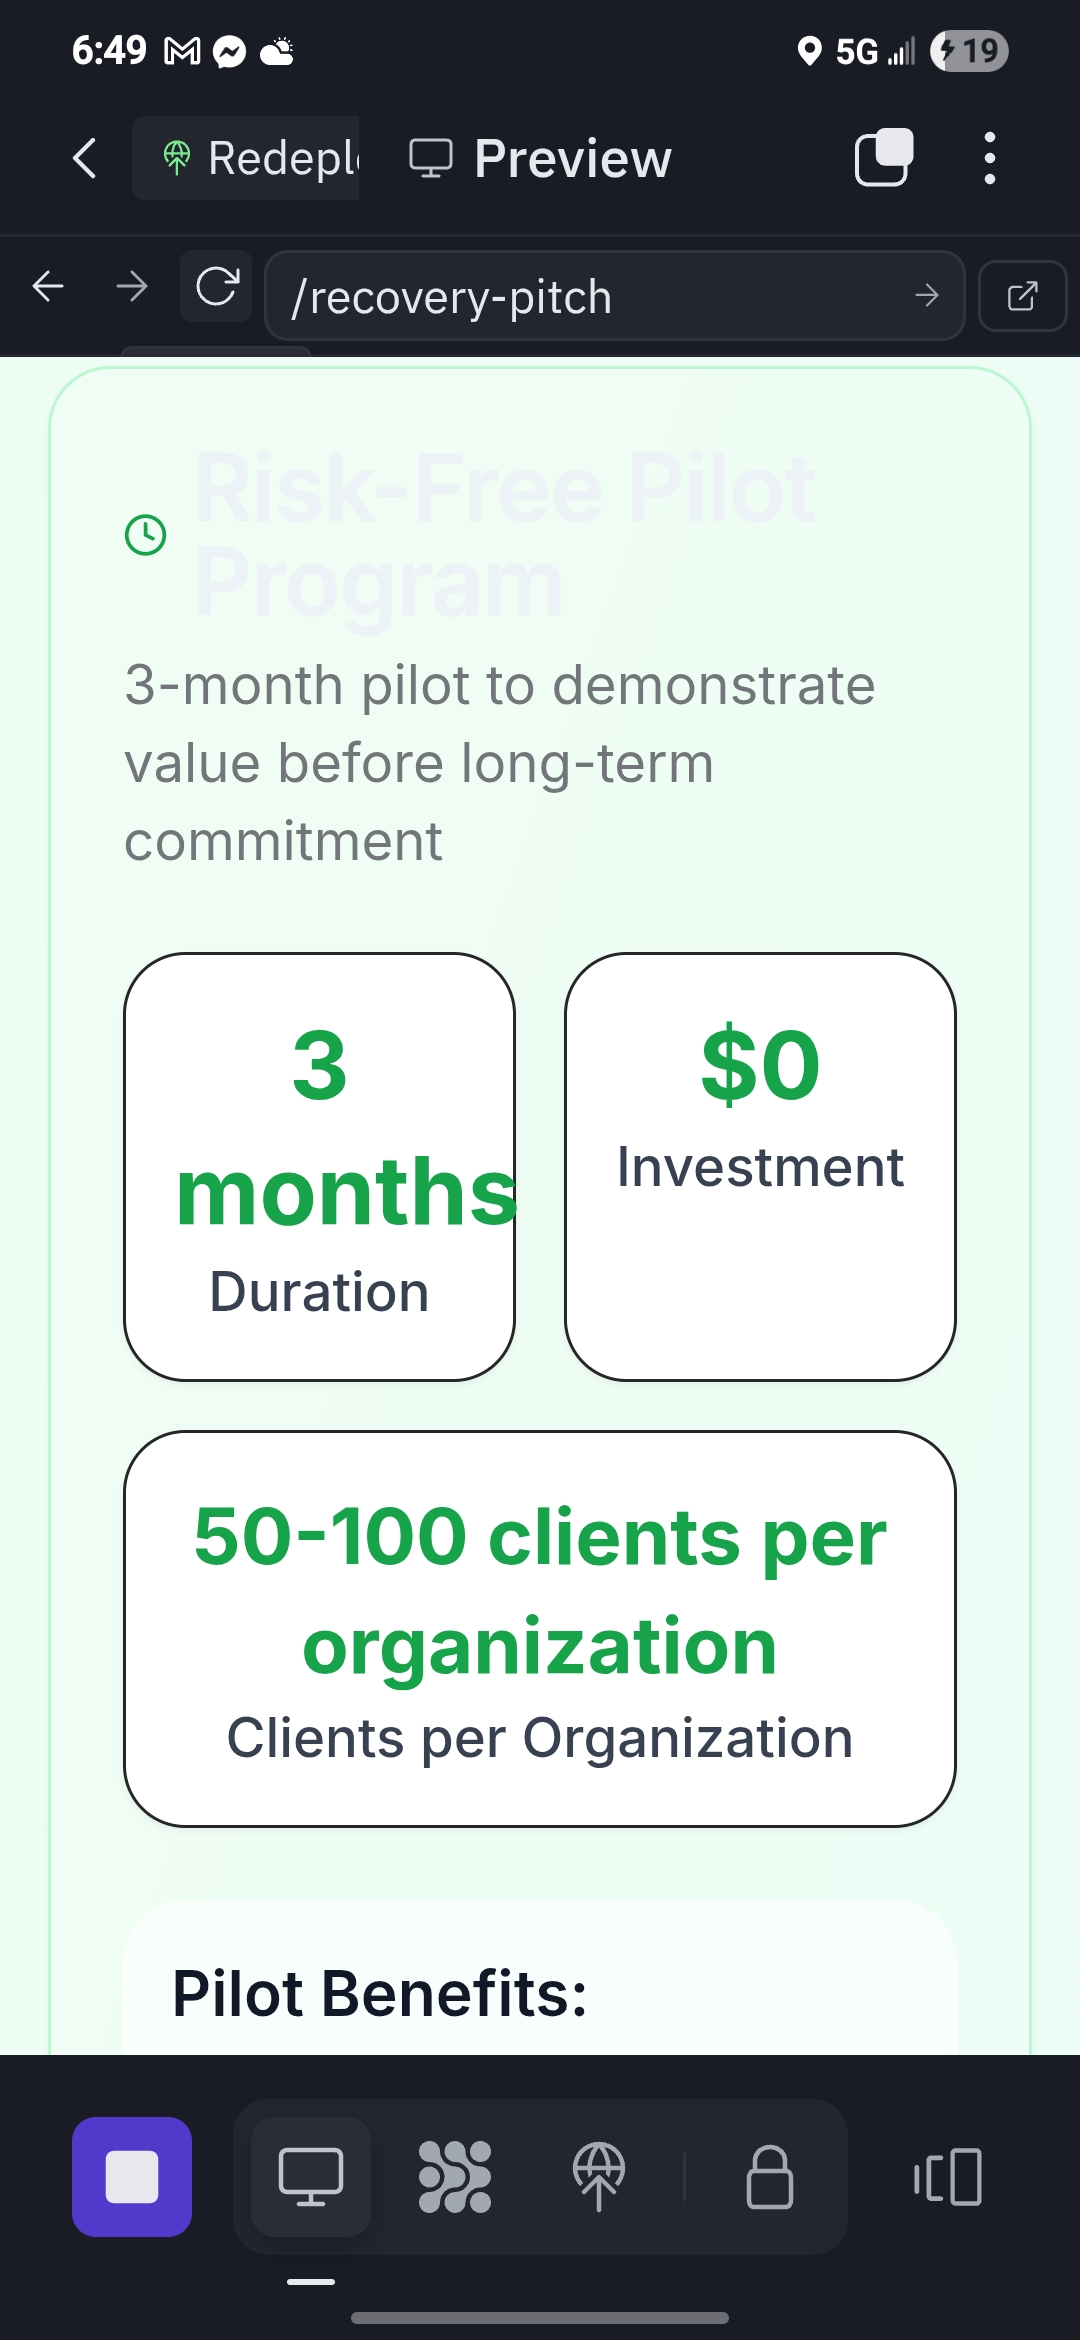 6:49
5G
19
Redepl
Preview
/recovery-pitch
Risk-Free Pilot
Program
3-month pilot to demonstrate
value before long-term
commitment
3
months
Duration
$0
Investment
50-100 clients per
organization
Clients per Organization
Pilot Benefits: